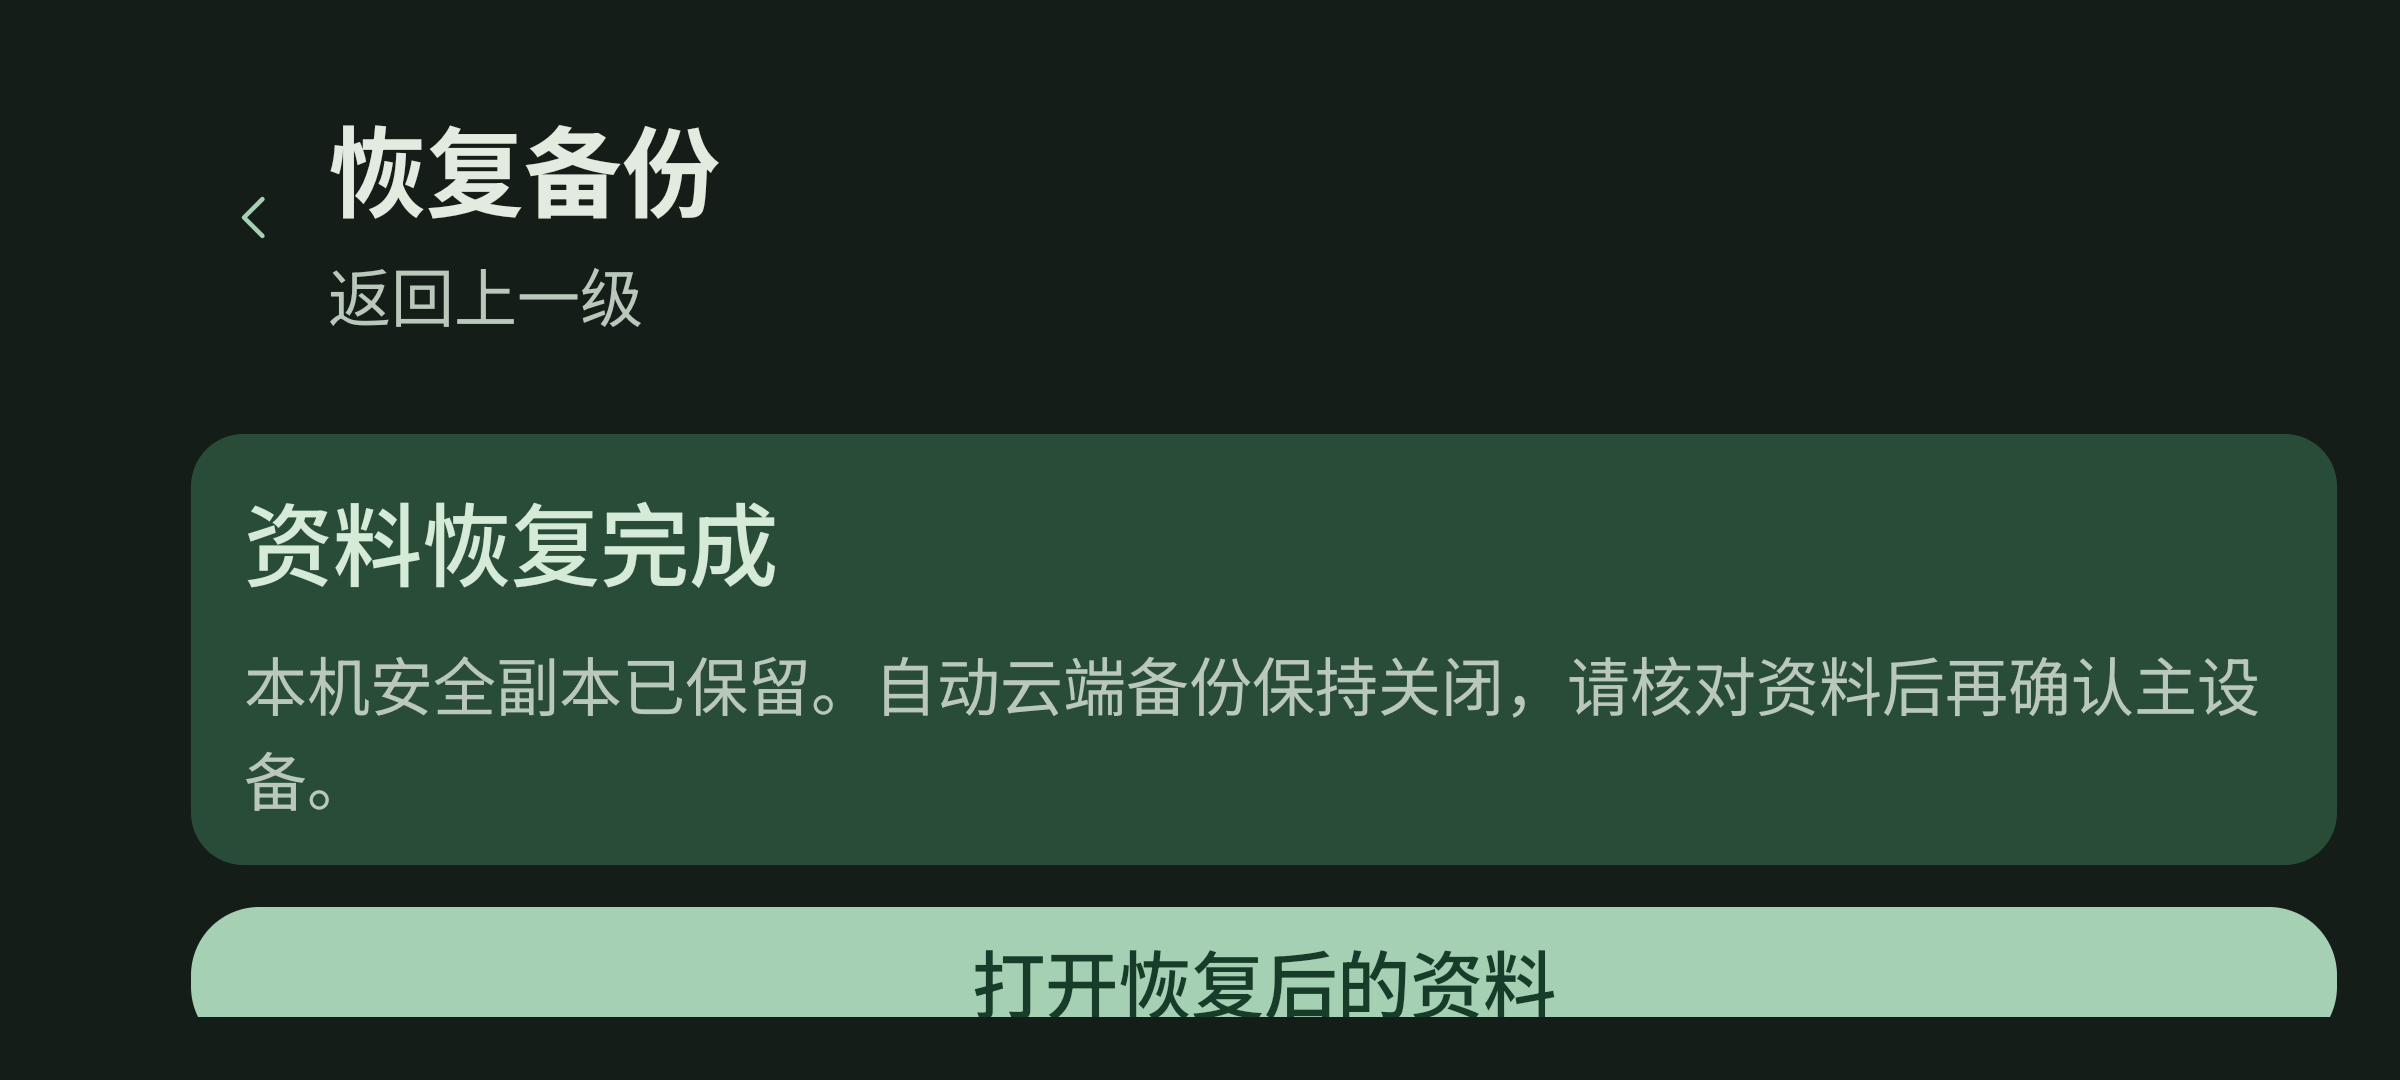 恢复备份
返回上一级
资料恢复完成
本机安全副本已保留。自动云端备份保持关闭，请核对资料后再确认主设
备。
打开恢复后的资料